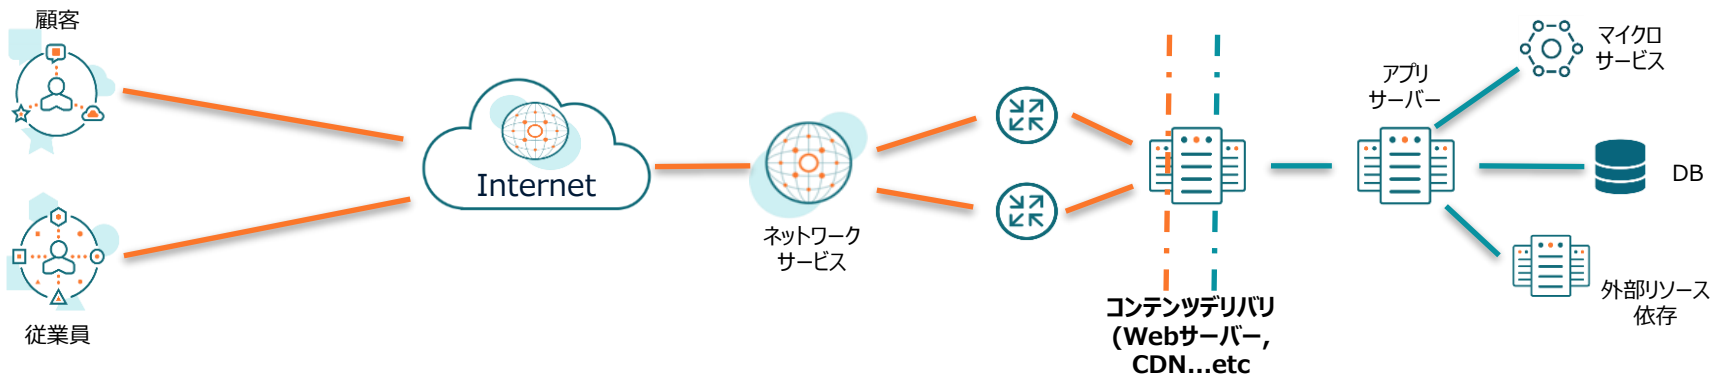 顧客
従業員
Internet
ネットワーク
サービス
コンテンツデリバリ
(Webサーバー,
CDN...etc
アプリ
サーバー
マイクロ
サービス
DB
外部リソース
依存